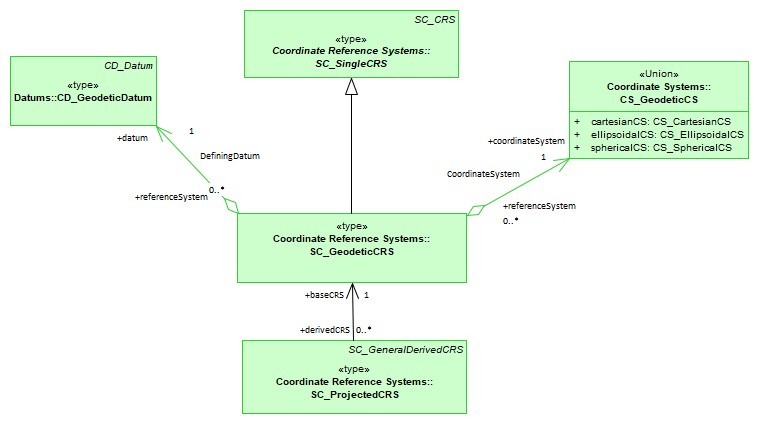 SC_CRS
«type»
Coordinate Reference Systems::
SC_SingleCRS
CD_Datum
«type»
Datums::CD_GeodeticDatum
«Union»
Coordinate Systems::
CS_GeodeticCS
+ cartesianCS: CS_CartesianCS
+ ellipsoidalCS: CS_EllipsoidalCS
+ sphericalCS: CS_SphericalCS
+datum
1
DefiningDatum
0..*
+referenceSystem
+coordinateSystem
1
CoordinateSystem
+referenceSystem
0..*
«type»
Coordinate Reference Systems::
SC_GeodeticCRS
+baseCRS 1
+derivedCRS 0..*
SC_GeneralDerivedCRS
«type»
Coordinate Reference Systems::
SC_ProjectedCRS